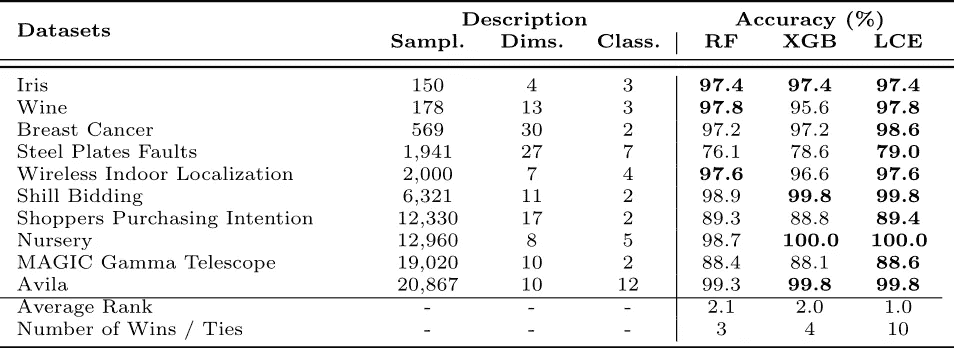 Datasets Description Accuracy (%)
Sampl. Dims. Class. RF XGB LCE
Iris 150 4 3 97.4 97.4 97.4
Wine 178 13 3 97.8 95.6 97.8
Breast Cancer 569 30 2 97.2 97.2 98.6
Steel Plates Faults 1,941 27 7 76.1 78.6 79.0
Wireless Indoor Localization 2,000 7 4 97.6 96.6 97.6
Shill Bidding 6,321 11 2 98.9 99.8 99.8
Shoppers Purchasing Intention 12,330 17 2 89.3 88.8 89.4
Nursery 12,960 8 5 98.7 100.0 100.0
MAGIC Gamma Telescope 19,020 10 2 88.4 88.1 88.6
Avila 20,867 10 12 99.3 99.8 99.8
Average Rank - - - 2.1 2.0 1.0
Number of Wins / Ties - - - 3 4 10